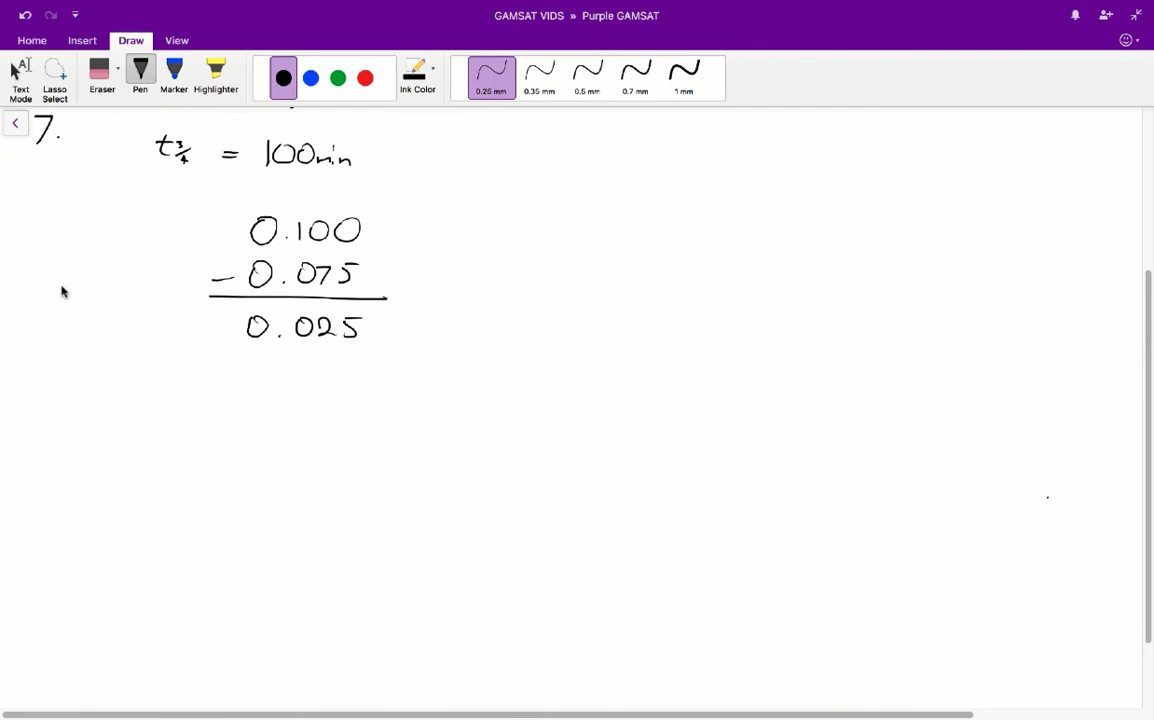 GAMSAT VIDS » Purple GAMSAT
Home Insert Draw View
Text Mode
Lasso Select
Eraser
Pen
Marker
Highlighter
Ink Color
0.25 mm
0.35 mm
0.5 mm
0.7 mm
1 mm
7.
t 3/4 = 100min
0.100
- 0.075
0.025